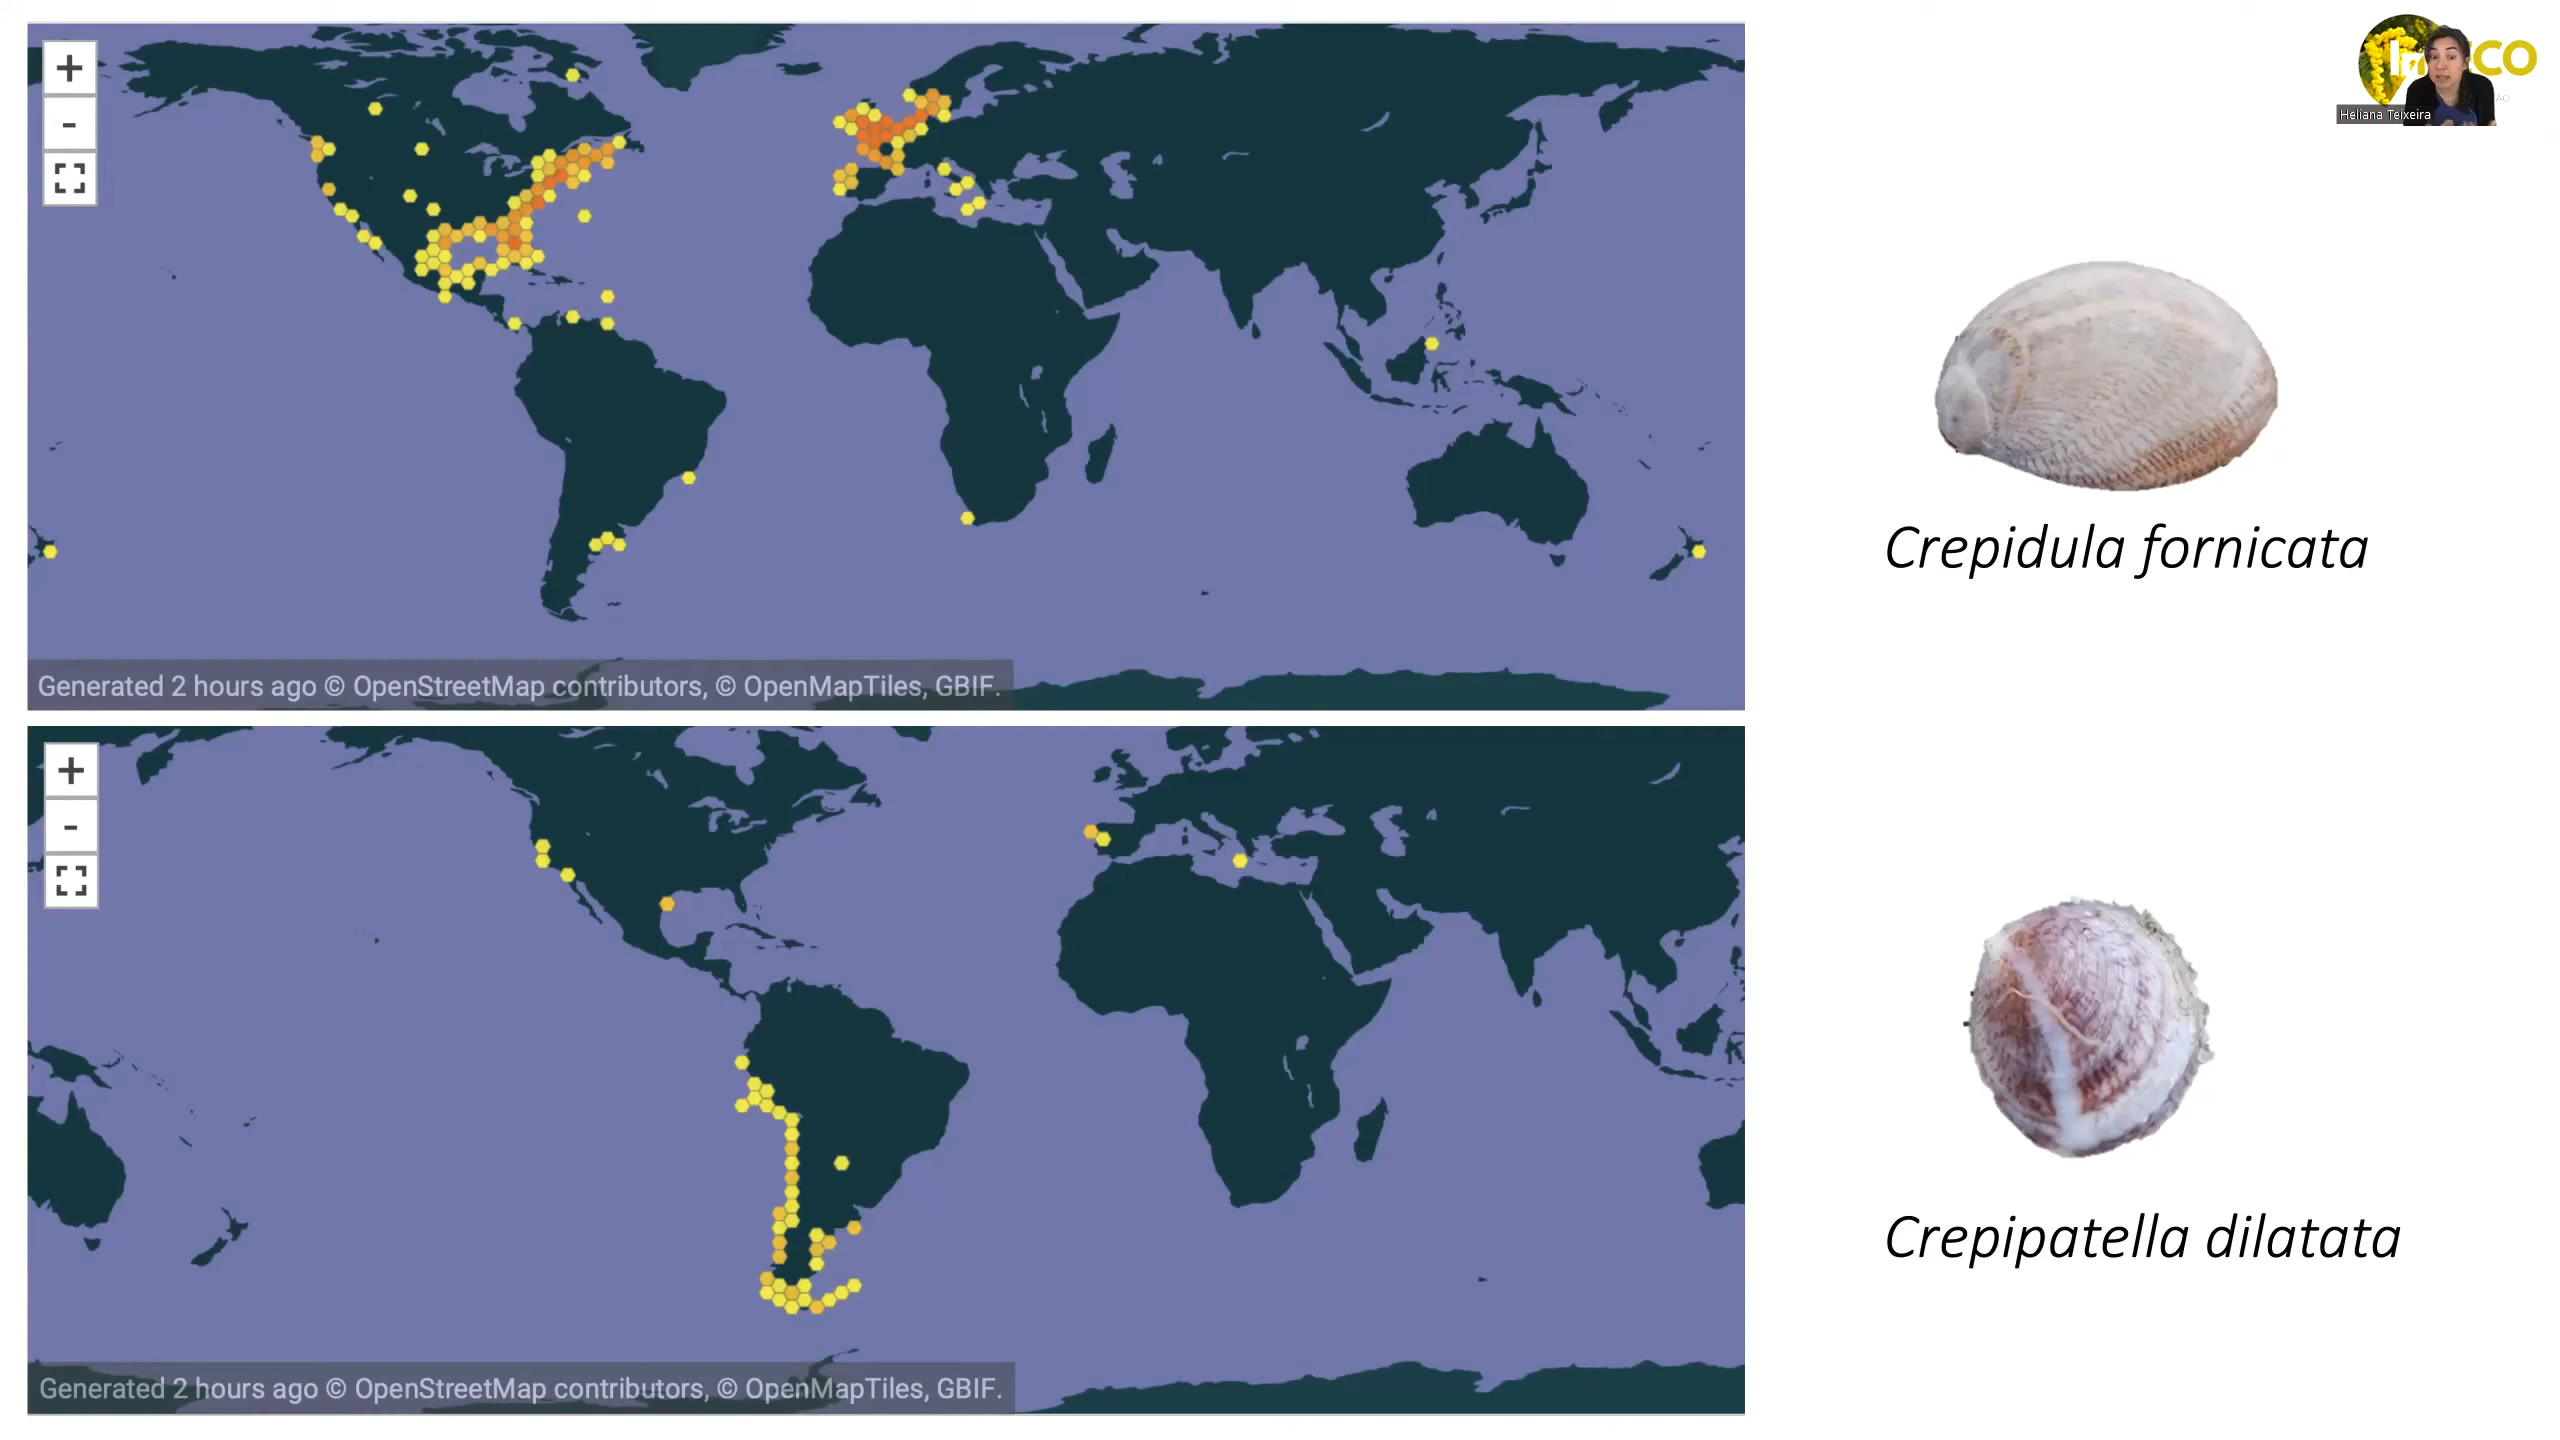 +
-
Generated 2 hours ago © OpenStreetMap contributors, © OpenMapTiles, GBIF.
Crepidula fornicata
Heliana Teixeira
+
-
Generated 2 hours ago © OpenStreetMap contributors, © OpenMapTiles, GBIF.
Crepipatella dilatata